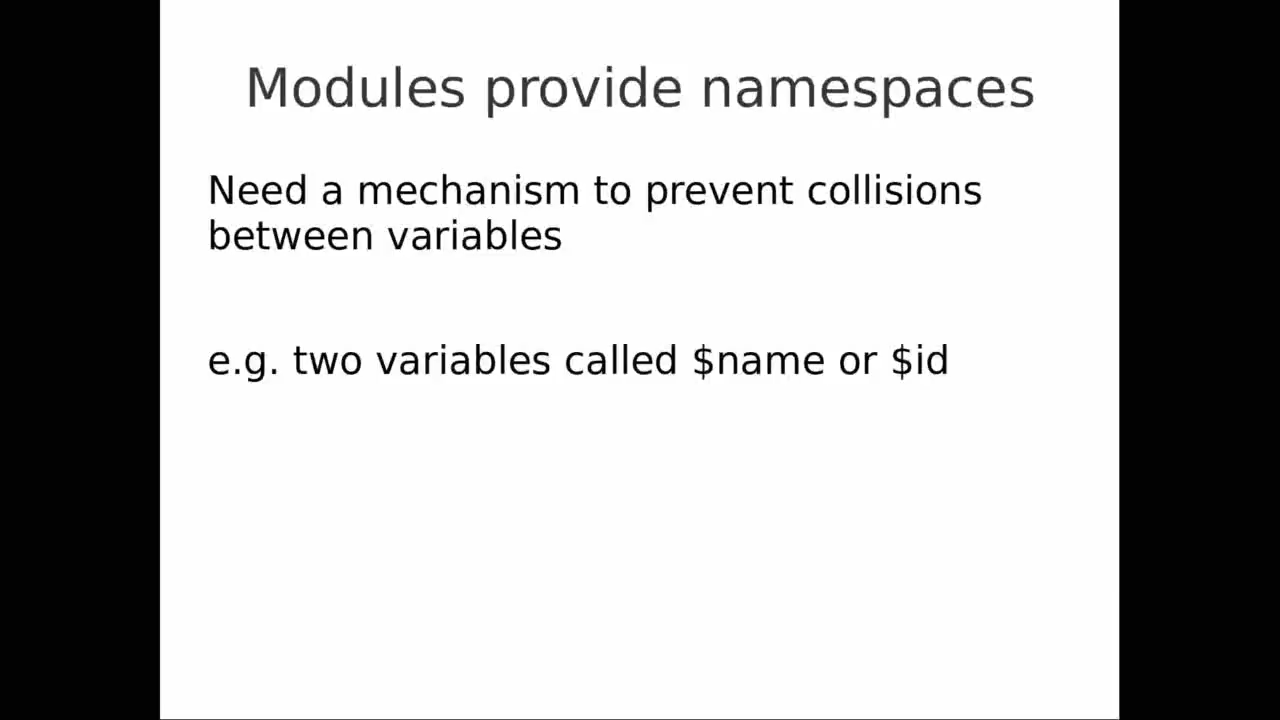 Modules provide namespaces
Need a mechanism to prevent collisions
between variables
e.g. two variables called $name or $id